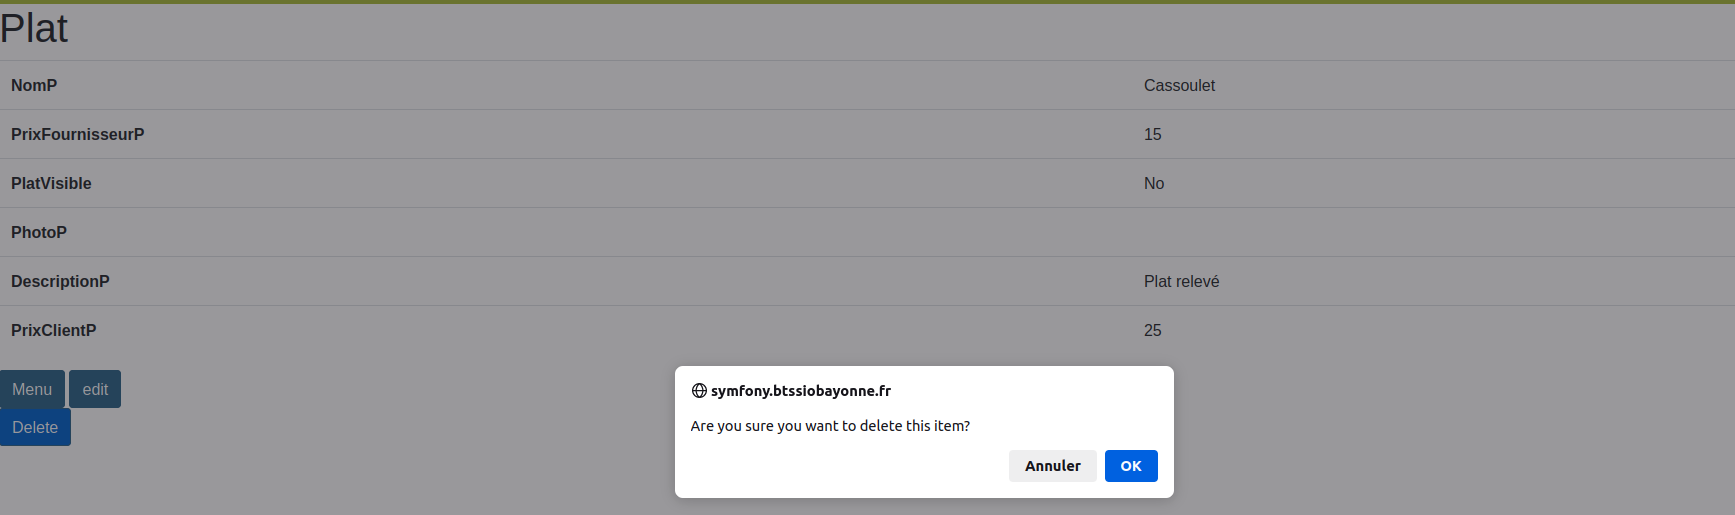 Plat
NomP Cassoulet
PrixFournisseurP 15
PlatVisible No
PhotoP
DescriptionP Plat relevé
PrixClientP 25
Menu edit
Delete
symfony.btssiobayonne.fr
Are you sure you want to delete this item?
Annuler OK